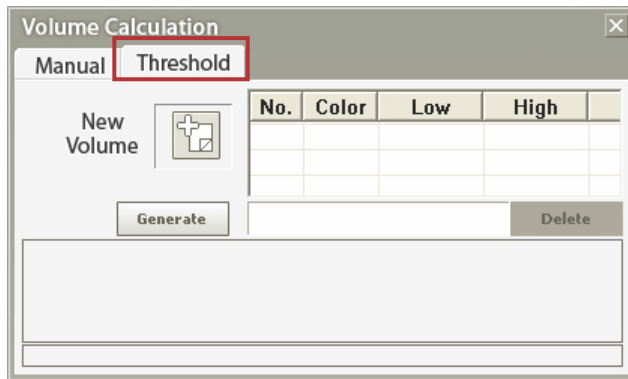 Volume Calculation
Manual Threshold
New
Volume
No. Color Low High
Generate
Delete